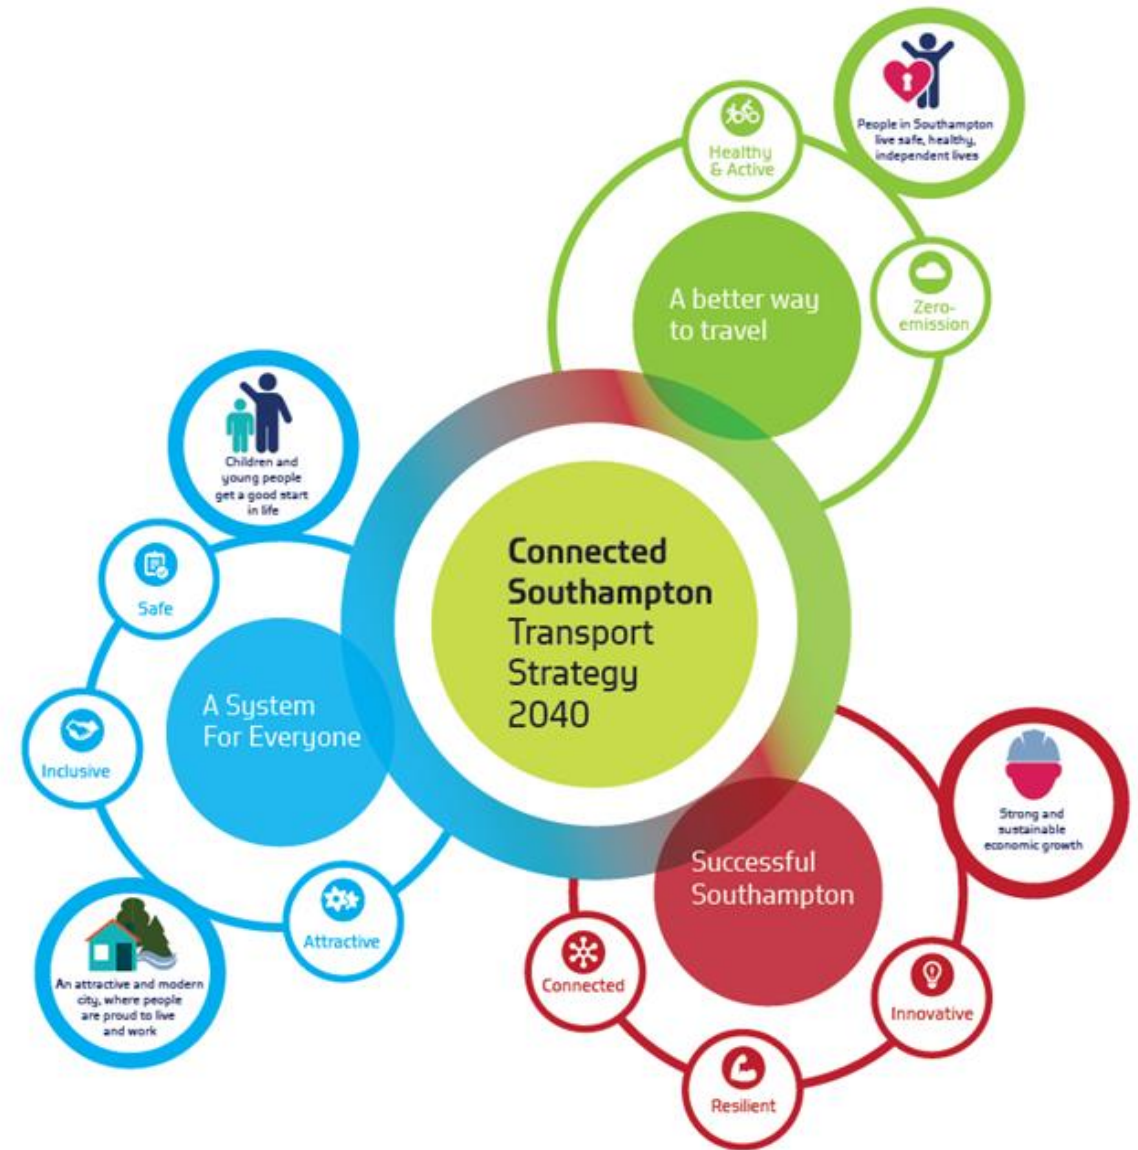 People in Southampton
live safe, healthy,
independent lives
Healthy
& Active
A better way
to travel
Zero-
emission
Children and
young people
get a good start
in life
Safe
A System
For Everyone
Inclusive
Attractive
An attractive and modern
city, where people
are proud to live
and work
Connected
Southampton
Transport
Strategy
2040
Strong and
sustainable
economic growth
Successful
Southampton
Connected
Innovative
Resilient